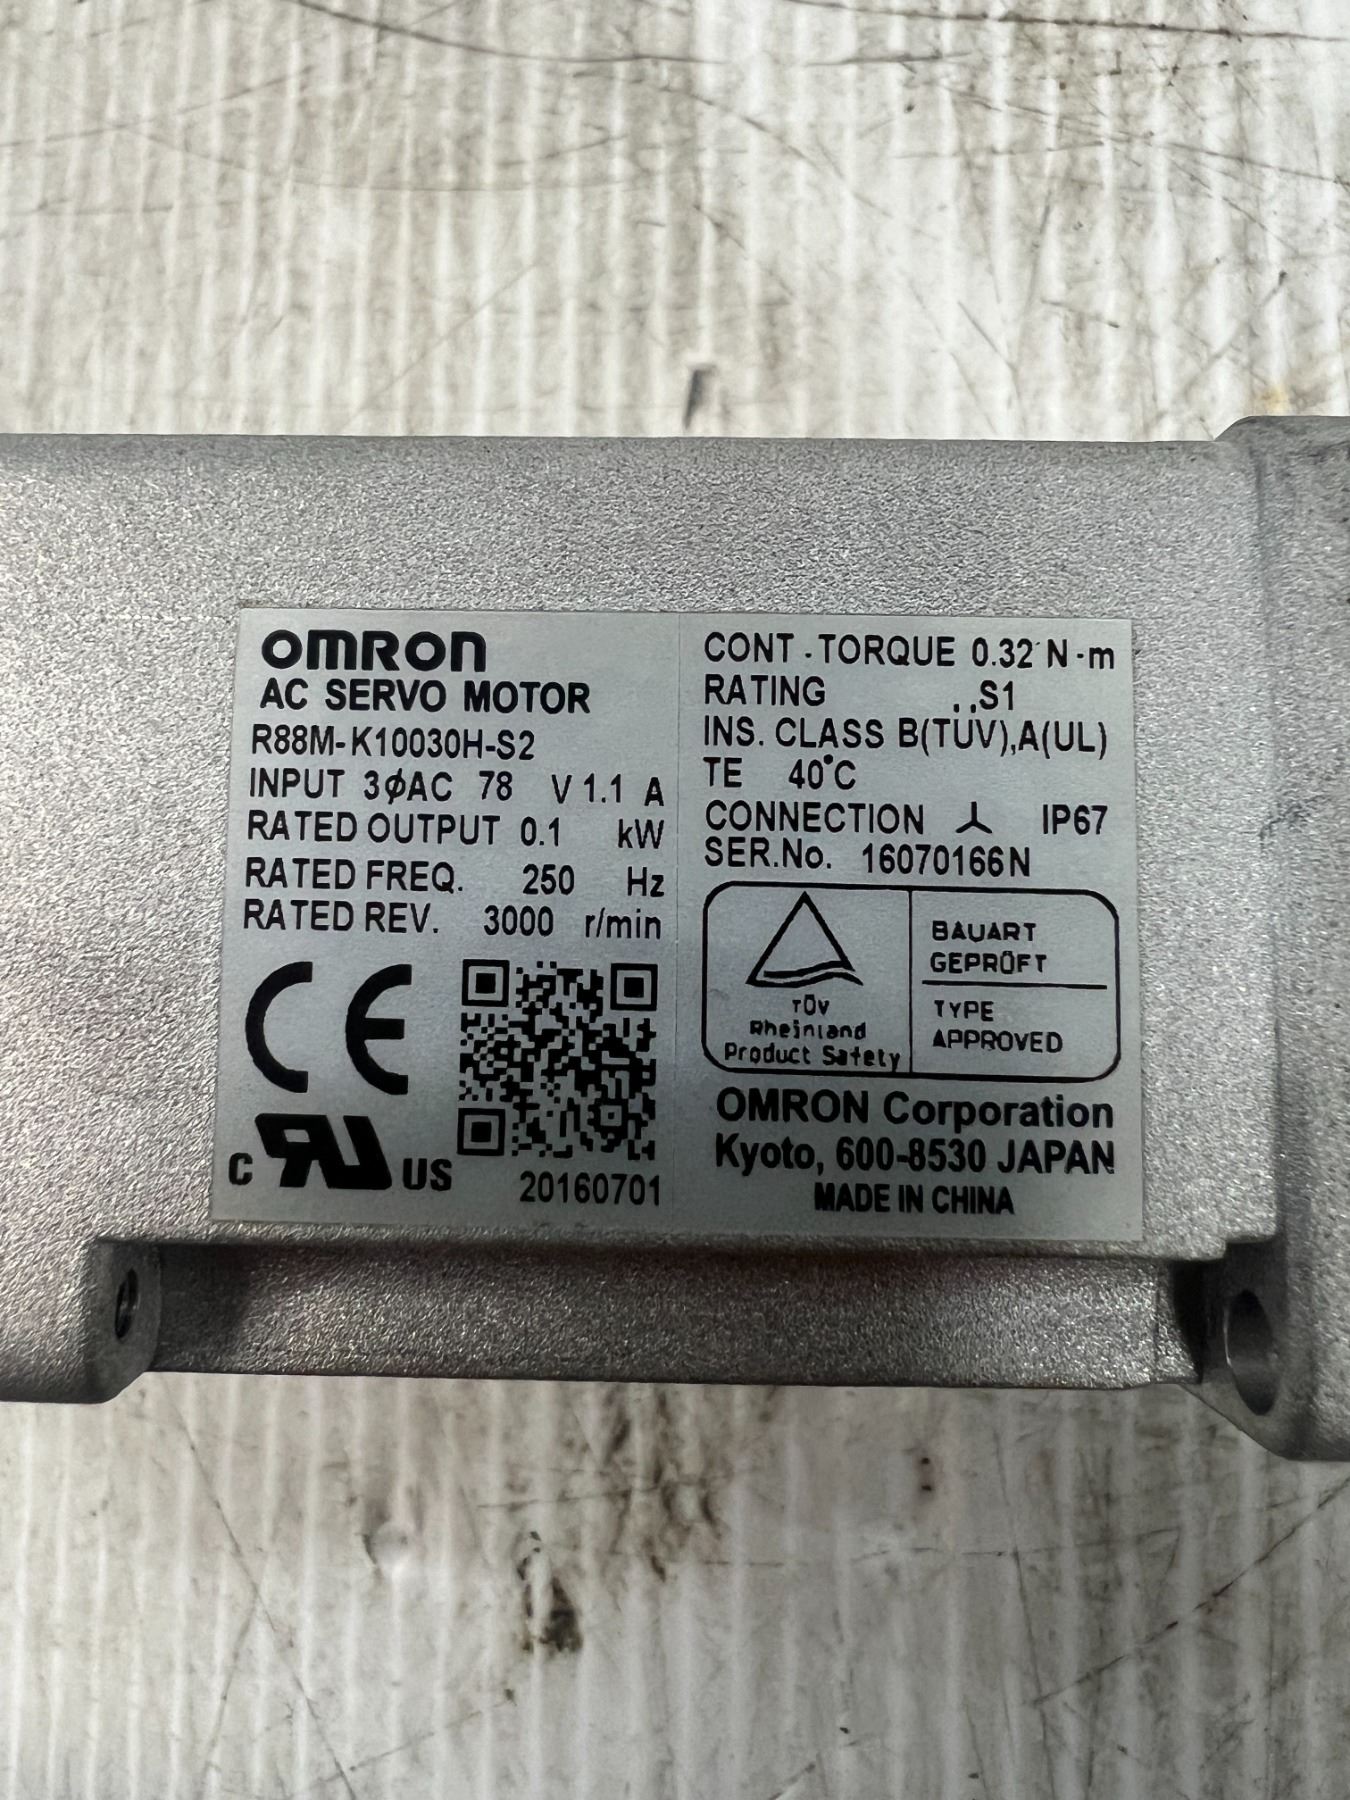 OMRON
AC SERVO MOTOR
R88M-K10030H-S2
INPUT 3φAC 78 V 1.1 A
RATED OUTPUT 0.1 kW
RATED FREQ. 250 Hz
RATED REV. 3000 r/min
CE
C RU US
20160701
CONT.TORQUE 0.32 N·m
RATING S1
INS. CLASS B(TÜV),A(UL)
TE 40°C
CONNECTION IP67
SER.No. 16070166N
TÜV
Rheinland
Product Safety
BAUART
GEPRÜFT
TYPE
APPROVED
OMRON Corporation
Kyoto, 600-8530 JAPAN
MADE IN CHINA